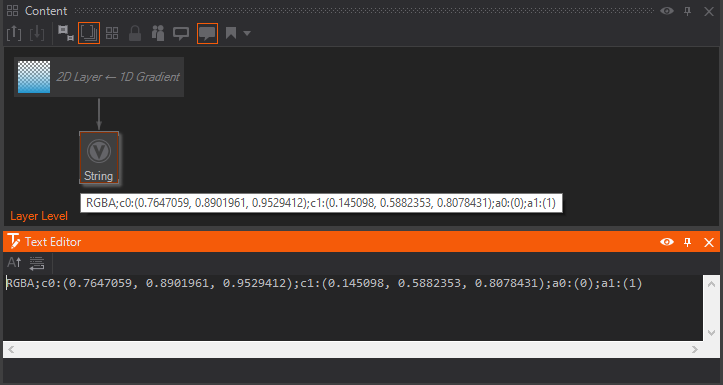 Content
2D Layer ← 1D Gradient
String
RGBA;c0:(0.7647059, 0.8901961, 0.9529412);c1:(0.145098, 0.5882353, 0.8078431);a0:(0);a1:(1)
Layer Level
Text Editor
RGBA;c0:(0.7647059, 0.8901961, 0.9529412);c1:(0.145098, 0.5882353, 0.8078431);a0:(0);a1:(1)